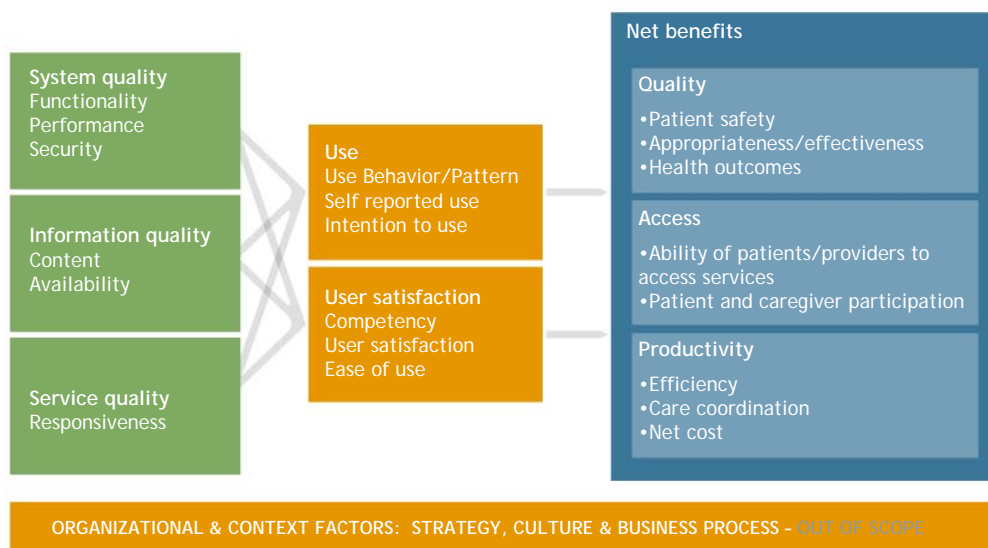 System quality
Functionality
Performance
Security
Information quality
Content
Availability
Service quality
Responsiveness
Use
Use Behavior/Pattern
Self reported use
Intention to use
User satisfaction
Competency
User satisfaction
Ease of use
Net benefits
Quality
•Patient safety
•Appropriateness/effectiveness
•Health outcomes
Access
•Ability of patients/providers to
access services
•Patient and caregiver participation
Productivity
•Efficiency
•Care coordination
•Net cost
ORGANIZATIONAL & CONTEXT FACTORS: STRATEGY, CULTURE & BUSINESS PROCESS - OUT OF SCOPE